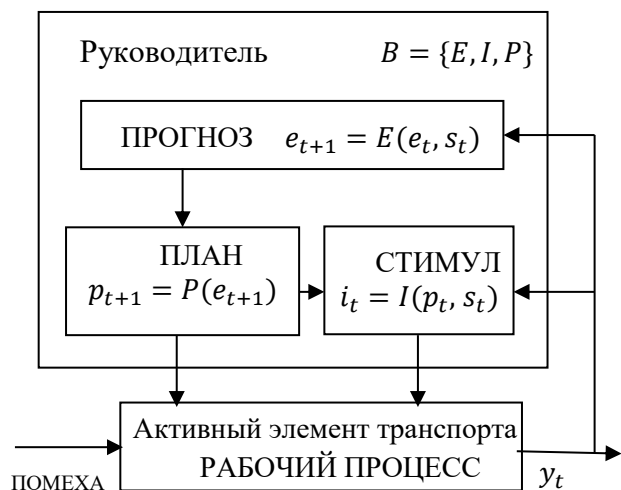 Руководитель B = {E, I, P}
ПРОГНОЗ e_{t+1} = E(e_t, s_t)
ПЛАН
p_{t+1} = P(e_{t+1})
СТИМУЛ
i_t = I(p_t, s_t)
Активный элемент транспорта
РАБОЧИЙ ПРОЦЕСС
ПОМЕХА
y_t